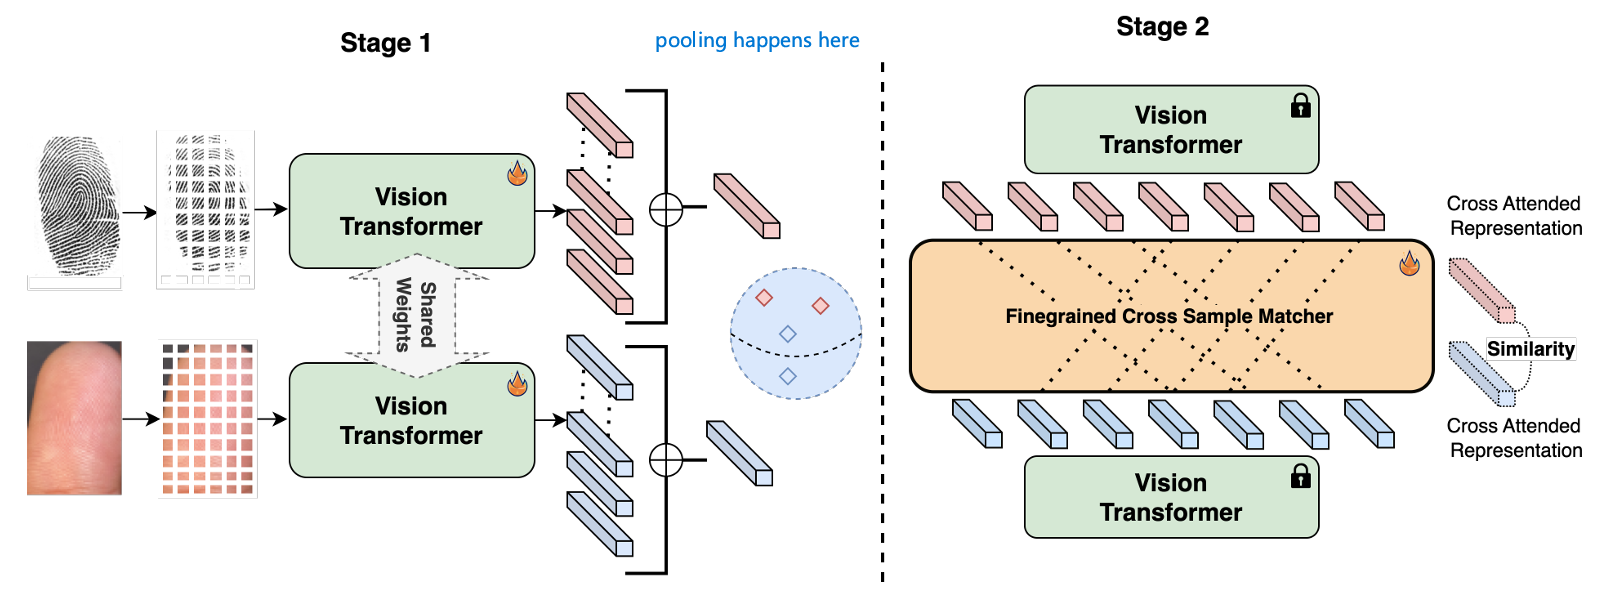 Stage 1
pooling happens here
Stage 2
Vision
Transformer
Shared
Weights
Vision
Transformer
Vision
Transformer
Cross Attended
Representation
Finegrained Cross Sample Matcher
Similarity
Cross Attended
Representation
Vision
Transformer